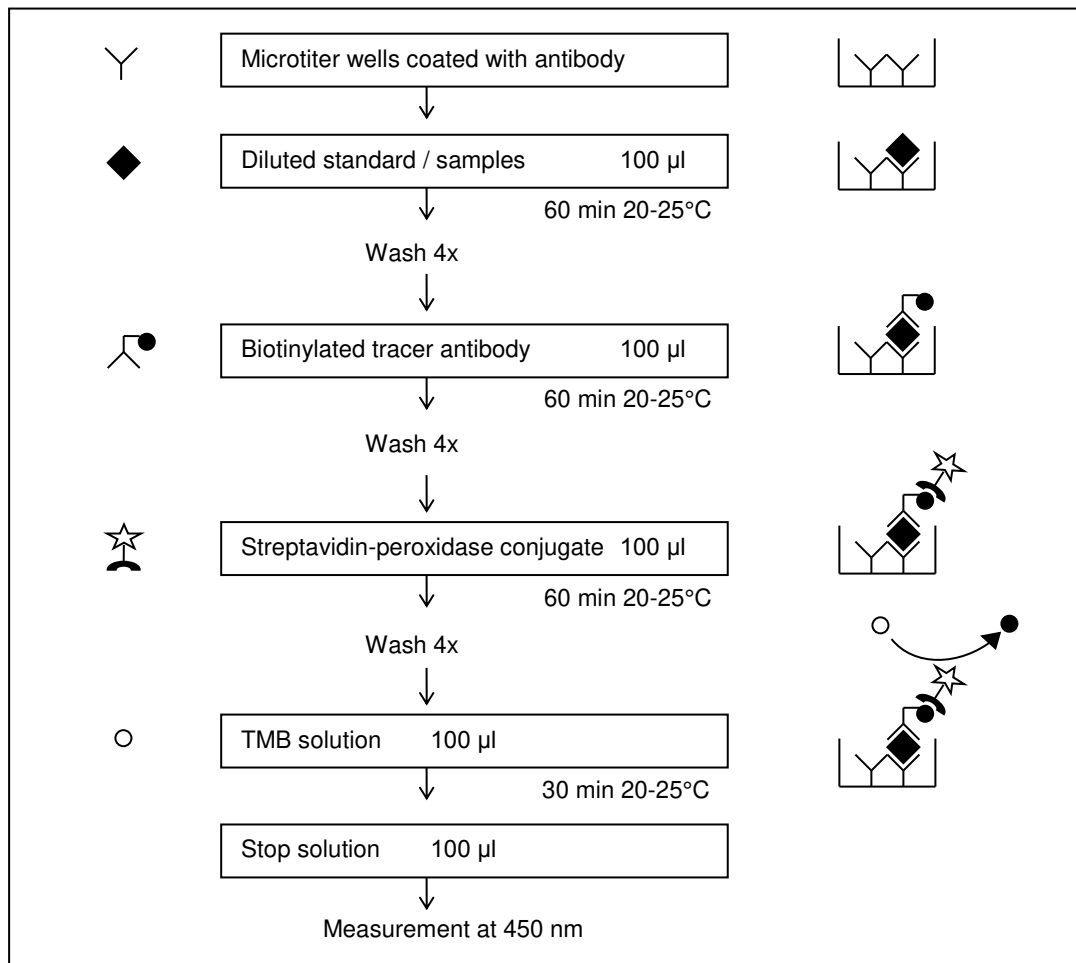 Microtiter wells coated with antibody
Diluted standard / samples 100 µl
60 min 20-25°C
Wash 4x
Biotinylated tracer antibody 100 µl
60 min 20-25°C
Wash 4x
Streptavidin-peroxidase conjugate 100 µl
60 min 20-25°C
Wash 4x
TMB solution 100 µl
30 min 20-25°C
Stop solution 100 µl
Measurement at 450 nm